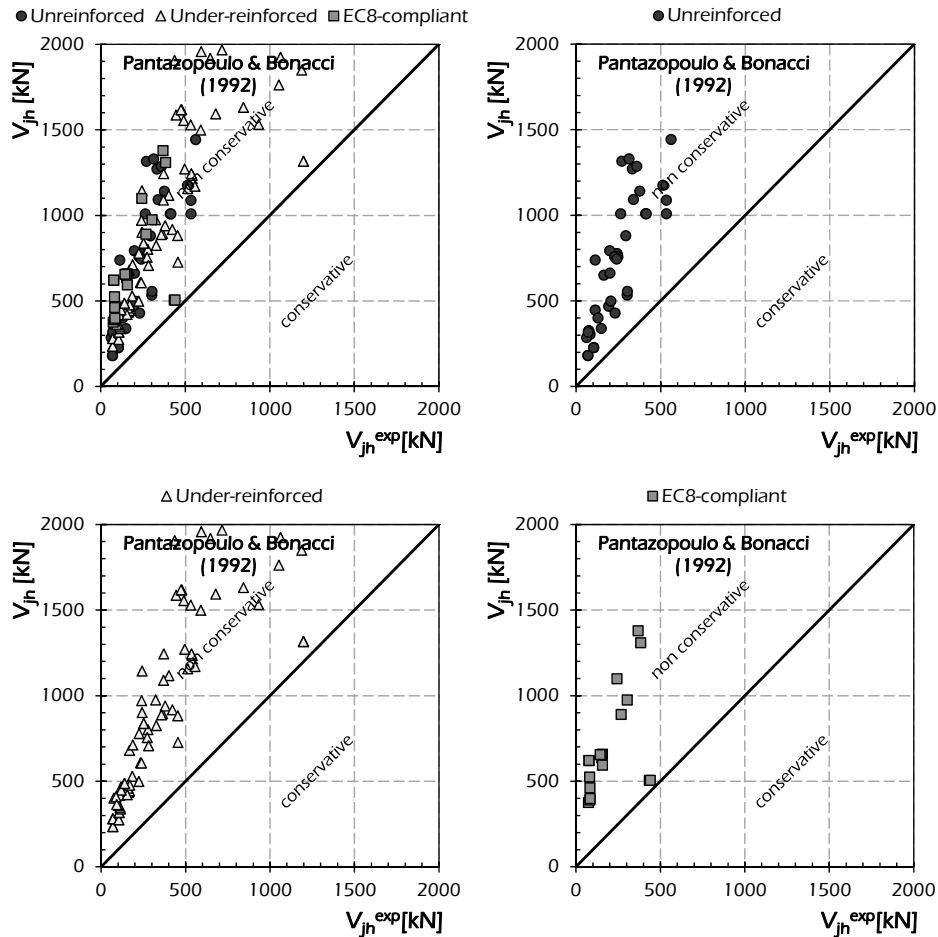 Unreinforced Under-reinforced EC8-compliant
Pantazopoulo & Bonacci
(1992)
non conservative
conservative
V_jh [kN]
2000
1500
1000
500
0
0 500 1000 1500 2000
V_jh^exp[kN]
Unreinforced
Pantazopoulo & Bonacci
(1992)
non conservative
conservative
V_jh [kN]
2000
1500
1000
500
0
0 500 1000 1500 2000
V_jh^exp[kN]
Under-reinforced
Pantazopoulo & Bonacci
(1992)
non conservative
conservative
V_jh [kN]
2000
1500
1000
500
0
0 500 1000 1500 2000
V_jh^exp[kN]
EC8-compliant
Pantazopoulo & Bonacci
(1992)
non conservative
conservative
V_jh [kN]
2000
1500
1000
500
0
0 500 1000 1500 2000
V_jh^exp[kN]